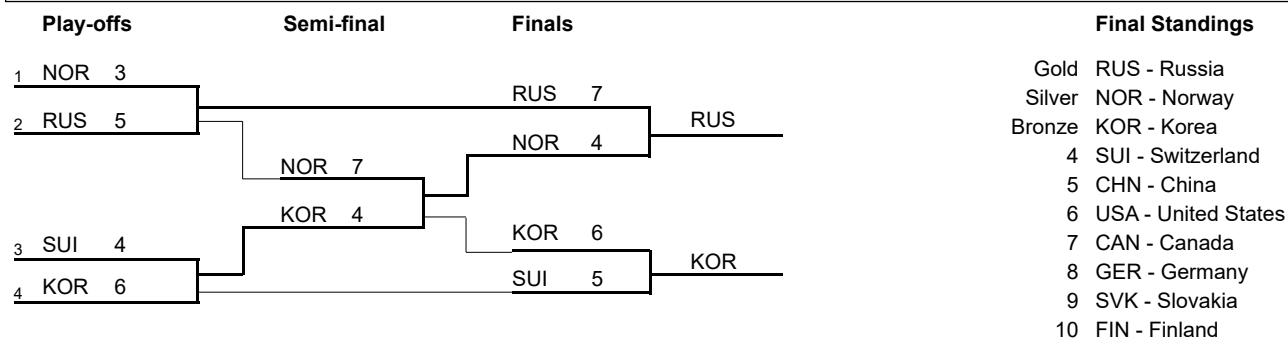 Play-offs Semi-final Finals Final Standings
1 NOR 3
2 RUS 5
3 SUI 4
4 KOR 6
NOR 7
KOR 4
RUS 7
NOR 4
RUS
KOR 6
SUI 5
KOR
Gold RUS - Russia
Silver NOR - Norway
Bronze KOR - Korea
4 SUI - Switzerland
5 CHN - China
6 USA - United States
7 CAN - Canada
8 GER - Germany
9 SVK - Slovakia
10 FIN - Finland